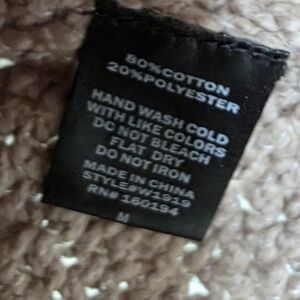 80%COTTON
20%POLYESTER
HAND WASH COLD
WITH LIKE COLORS
DO NOT BLEACH
FLAT DRY
DO NOT IRON
MADE IN CHINA
STYLE#W1919
RN# 160194
M